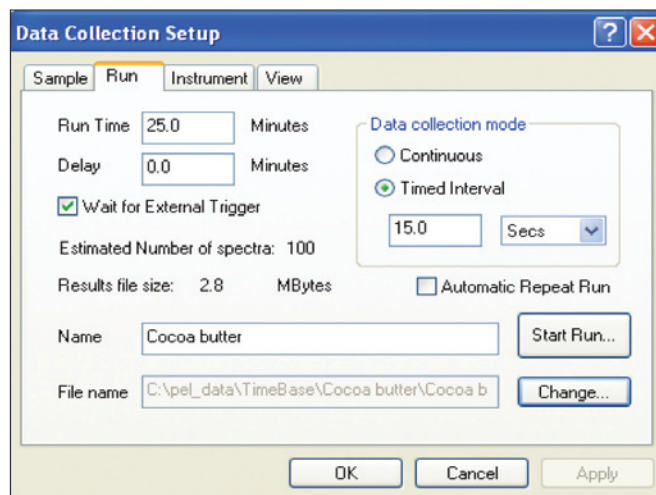 Data Collection Setup
Sample Run Instrument View
Run Time 25.0 Minutes
Delay 0.0 Minutes
Wait for External Trigger
Estimated Number of spectra: 100
Results file size: 2.8 MBytes
Data collection mode
Continuous
Timed Interval
15.0 Secs
Automatic Repeat Run
Name Cocoa butter
Start Run...
File name C:\pel_data\TimeBase\Cocoa butter\Cocoa b
Change...
OK Cancel Apply